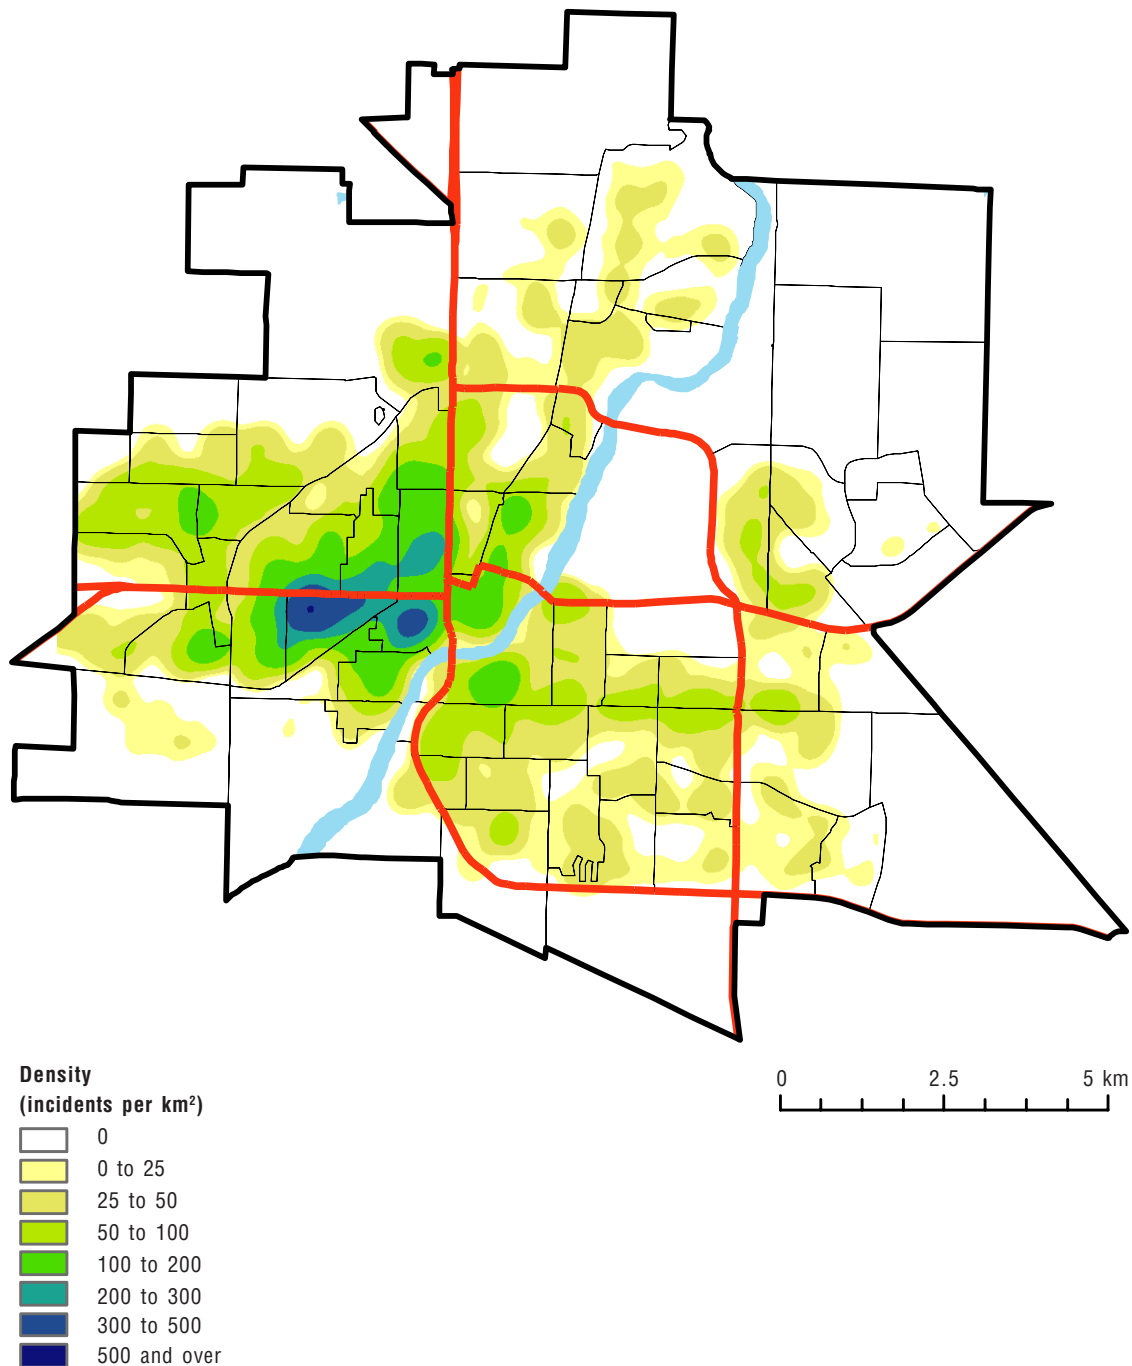 Density
(incidents per km²)
0
0 to 25
25 to 50
50 to 100
100 to 200
200 to 300
300 to 500
500 and over
0 2.5 5 km